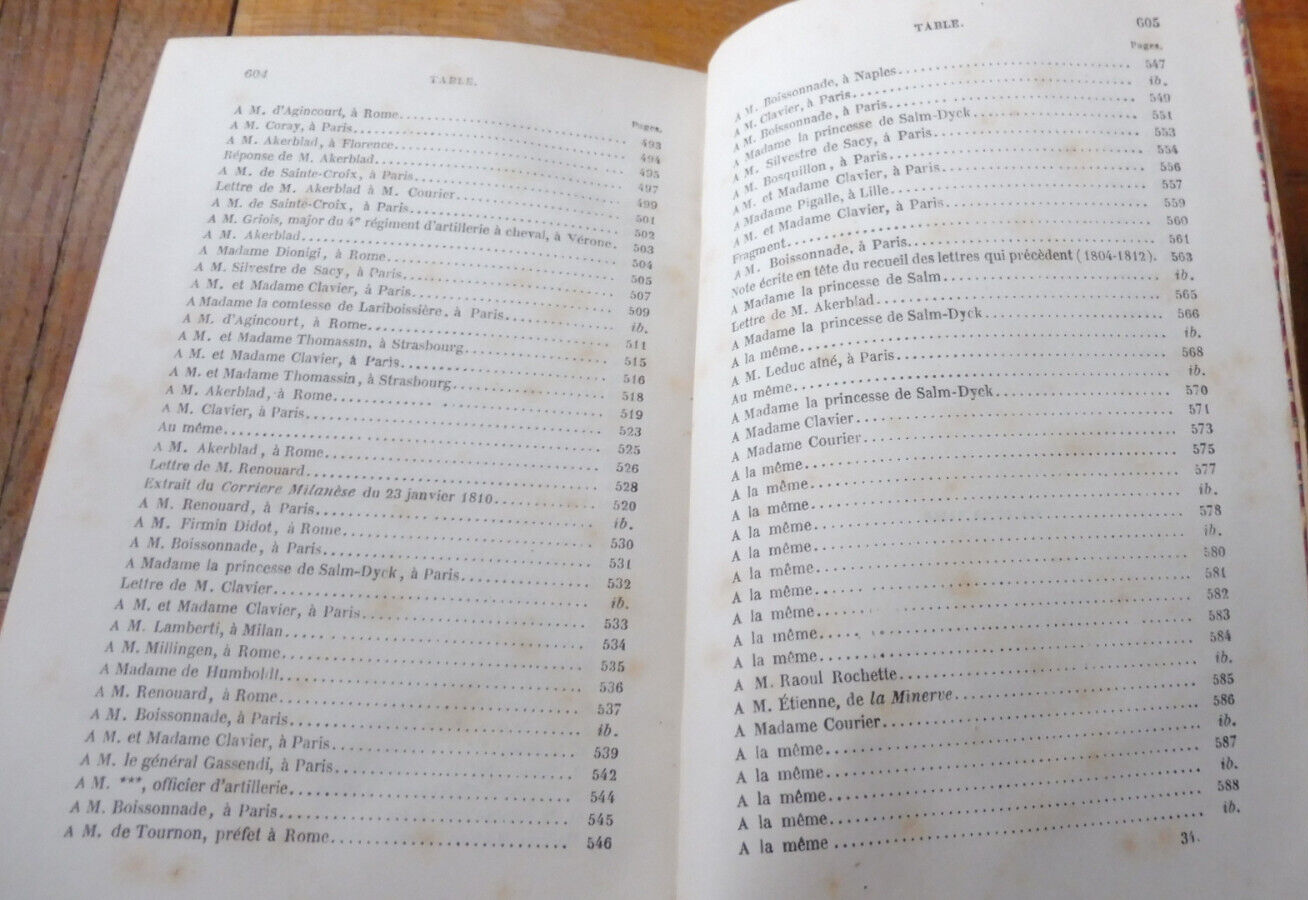 604 TABLE.
Pages.
A M. d'Agincourt, à Rome........ 493
A M. Coray, à Paris........ 494
A M. Akerblad, à Florence........ 495
Réponse de M. Akerblad........ 497
A M. de Sainte-Croix, à Paris........ 499
Lettre de M. Akerblad à M. Courier........ 501
A M. de Sainte-Croix, à Paris........ 502
A M. Griois, major du 4e régiment d'artillerie à cheval, à Vérone. 503
A M. Akerblad........ 504
A Madame Dionigi, à Rome........ 505
A M. Silvestre de Sacy, à Paris........ 507
A M. et Madame Clavier, à Paris........ 509
A Madame la comtesse de Lariboissière, à Paris........ ib.
A M. d'Agincourt, à Rome........ 511
A M. et Madame Thomassin, à Strasbourg........ 515
A M. et Madame Clavier, à Paris........ 516
A M. et Madame Thomassin, à Strasbourg........ 518
A M. Akerblad, à Rome........ 519
A M. Clavier, à Paris........ 523
Au même........ 525
A M. Akerblad, à Rome........ 526
Lettre de M. Renouard........ 528
Extrait du Corriere Milanèse du 23 janvier 1810........ 520
A M. Renouard, à Paris........ ib.
A M. Firmin Didot, à Rome........ 530
A M. Boissonnade, à Paris........ 531
A Madame la princesse de Salm-Dyck, à Paris........ 532
Lettre de M. Clavier........ ib.
A M. et Madame Clavier, à Paris........ 533
A M. Lamberti, à Milan........ 534
A M. Millingen, à Rome........ 535
A Madame de Humboldt........ 536
A M. Renouard, à Rome........ 537
A M. Boissonnade, à Paris........ ib.
A M. et Madame Clavier, à Paris........ 539
A M. le général Gassendi, à Paris........ 542
A M. ***, officier d'artillerie........ 544
A M. Boissonnade, à Paris........ 545
A M. de Tournon, préfet à Rome........ 546
TABLE. 605
Pages.
A M. Boissonnade, à Naples........ 547
A M. Clavier, à Paris........ ib.
A M. Boissonnade, à Paris........ 549
A Madame la princesse de Salm-Dyck........ 551
A M. Silvestre de Sacy, à Paris........ 553
A M. Bosquillon, à Paris........ 554
A M. et Madame Clavier, à Paris........ 556
A Madame Pigalle, à Lille........ 557
A M. et Madame Clavier, à Paris........ 559
Fragment........ 560
A M. Boissonnade, à Paris........ 561
Note écrite en tête du recueil des lettres qui précèdent (1804-1812). 563
A Madame la princesse de Salm........ ib.
Lettre de M. Akerblad........ 565
A Madame la princesse de Salm-Dyck........ 566
A la même........ ib.
A M. Leduc aîné, à Paris........ 568
Au même........ ib.
A Madame la princesse de Salm-Dyck........ 570
A Madame Clavier........ 571
A Madame Courier........ 573
A la même........ 575
A la même........ 577
A la même........ ib.
A la même........ 578
A la même........ ib.
A la même........ 580
A la même........ 581
A la même........ 582
A la même........ 583
A la même........ 584
A M. Raoul Rochette........ ib.
A M. Étienne, de la Minerve........ 585
A Madame Courier........ 586
A la même........ ib.
A la même........ 587
A la même........ ib.
A la même........ 588
A la même........ ib.
34.